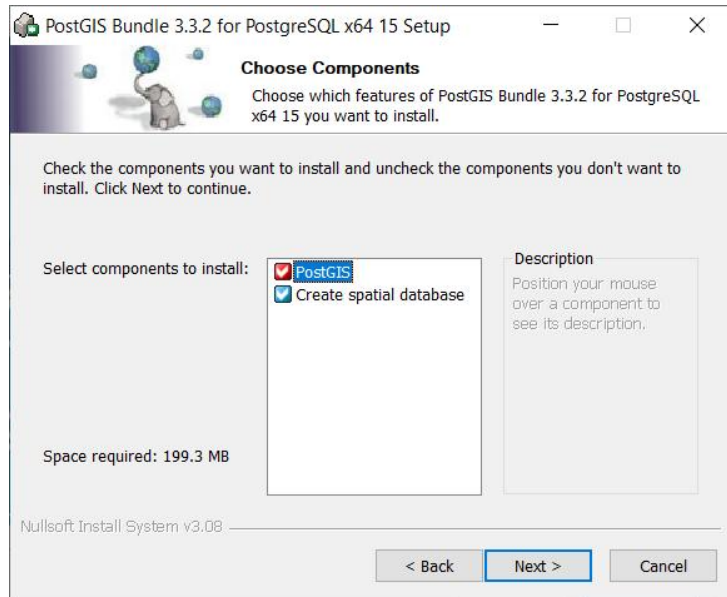 PostGIS Bundle 3.3.2 for PostgreSQL x64 15 Setup
Choose Components
Choose which features of PostGIS Bundle 3.3.2 for PostgreSQL
x64 15 you want to install.
Check the components you want to install and uncheck the components you don't want to
install. Click Next to continue.
Select components to install:
PostGIS
Create spatial database
Description
Position your mouse
over a component to
see its description.
Space required: 199.3 MB
Nullsoft Install System v3.08
< Back
Next >
Cancel